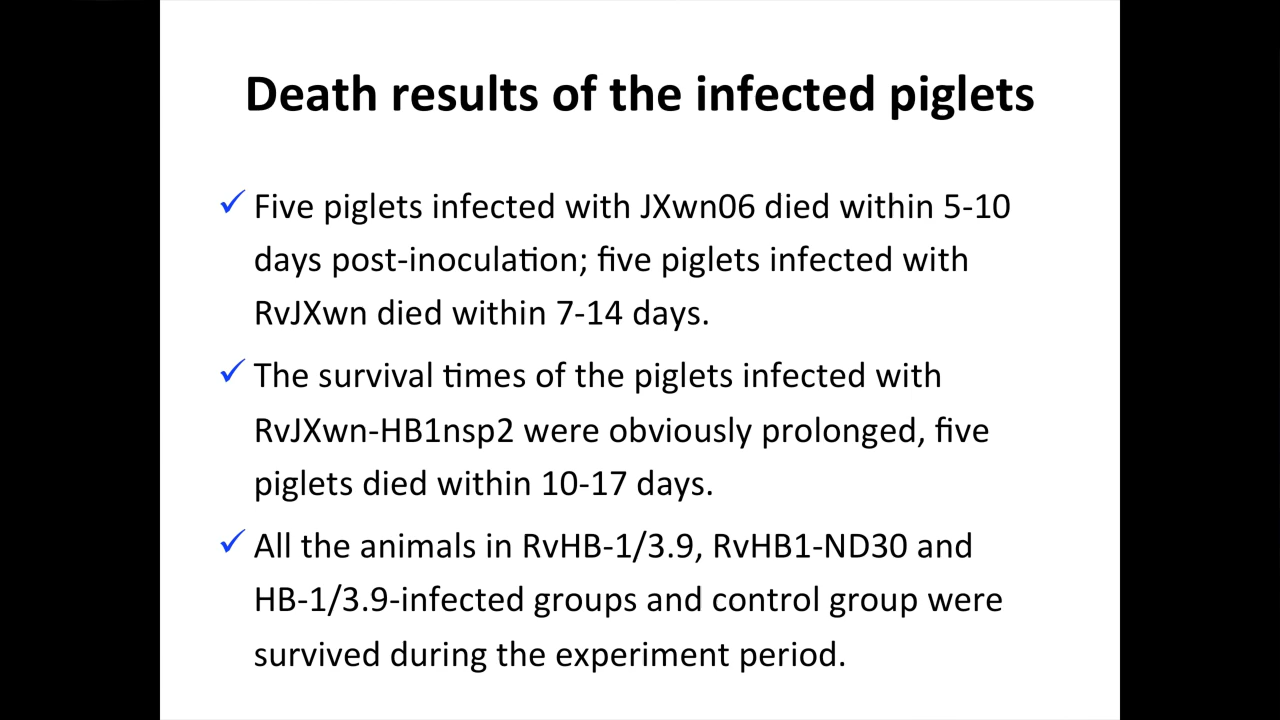 Death results of the infected piglets
✓ Five piglets infected with JXwn06 died within 5-10
days post-inoculation; five piglets infected with
RvJXwn died within 7-14 days.
✓ The survival times of the piglets infected with
RvJXwn-HB1nsp2 were obviously prolonged, five
piglets died within 10-17 days.
✓ All the animals in RvHB-1/3.9, RvHB1-ND30 and
HB-1/3.9-infected groups and control group were
survived during the experiment period.